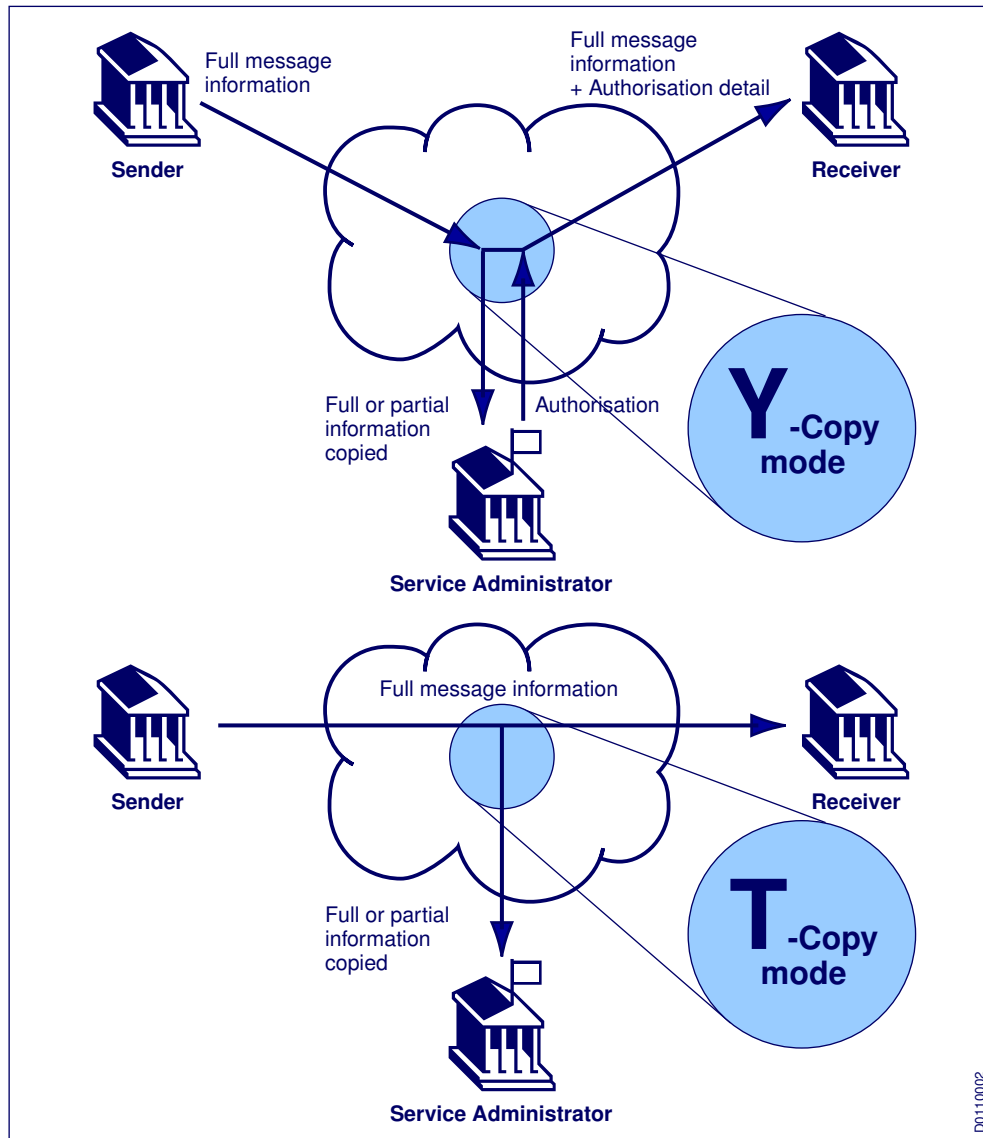 Full message
information
Full message
information
+ Authorisation detail
Sender
Receiver
Full or partial
information
copied
Authorisation
Y -Copy
mode
Service Administrator
Full message information
Sender
Receiver
Full or partial
information
copied
T -Copy
mode
Service Administrator
D0110002